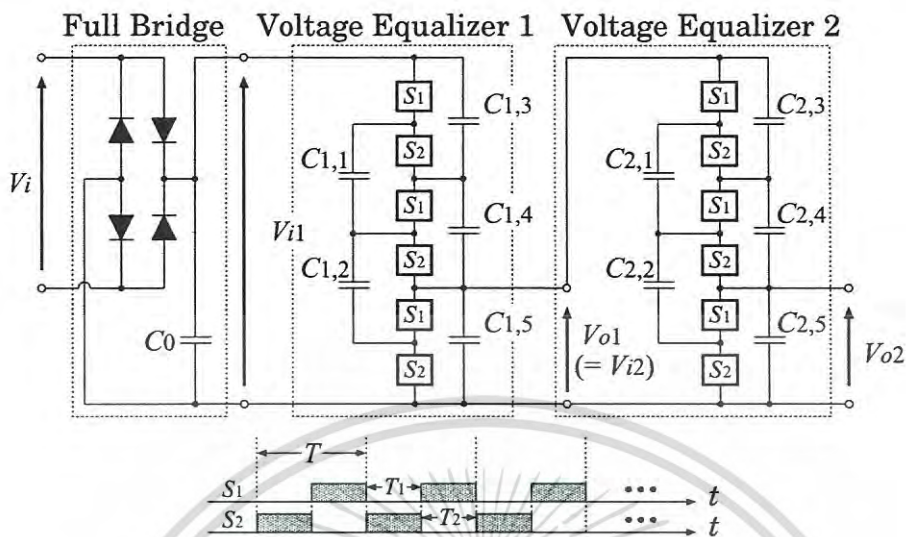 Full Bridge
Voltage Equalizer 1
Voltage Equalizer 2
Vi
C0
Vi1
S1
S2
S1
S2
S1
S2
C1,1
C1,2
C1,3
C1,4
C1,5
Vo1
(= Vi2)
S1
S2
S1
S2
S1
S2
C2,1
C2,2
C2,3
C2,4
C2,5
Vo2
T
S1
T1
t
S2
T2
t